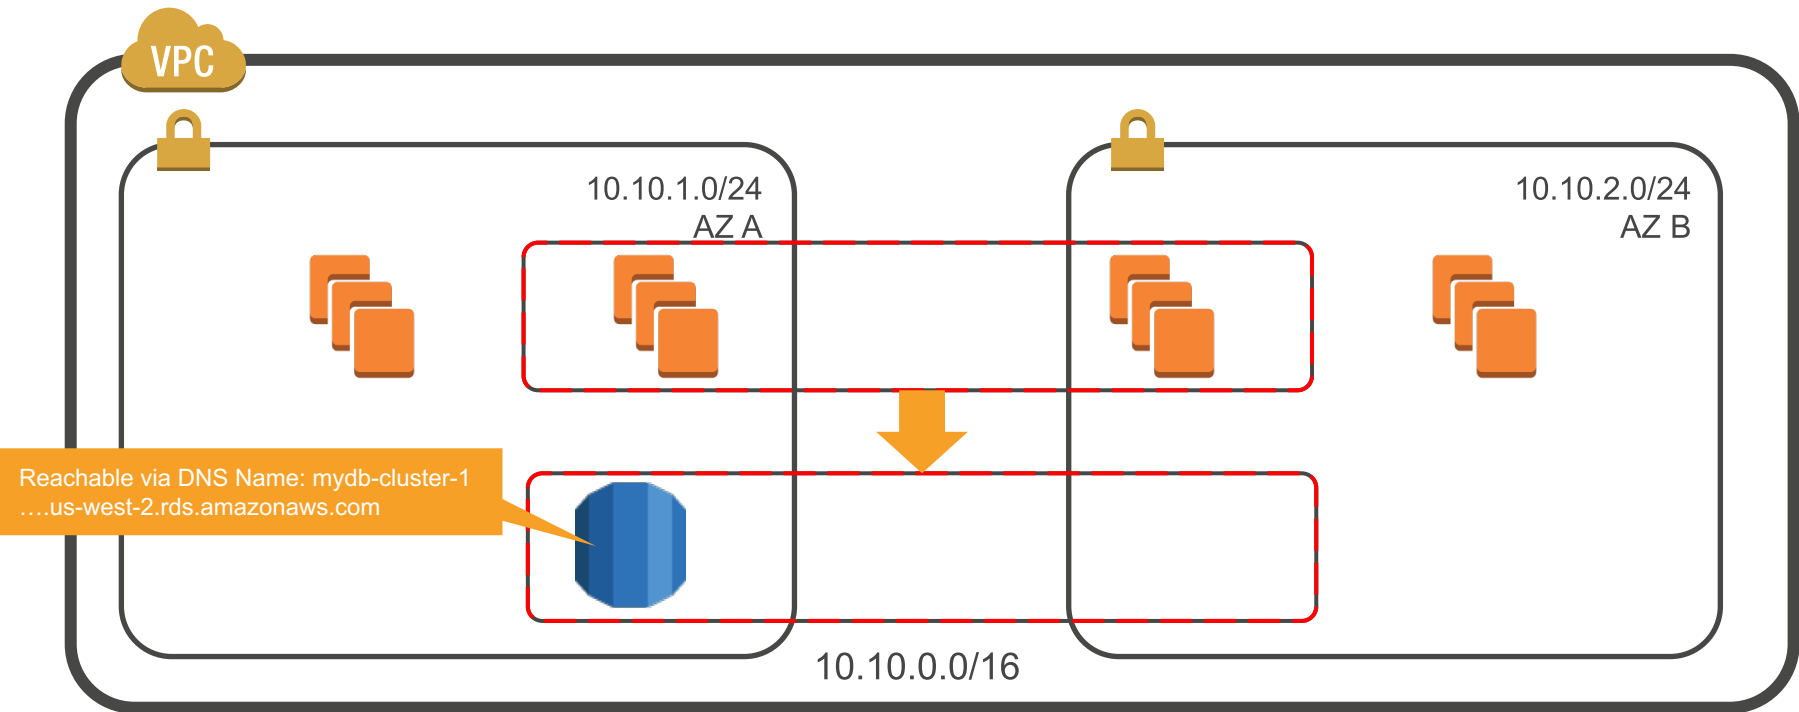 VPC
10.10.1.0/24
AZ A
10.10.2.0/24
AZ B
Reachable via DNS Name: mydb-cluster-1
….us-west-2.rds.amazonaws.com
10.10.0.0/16